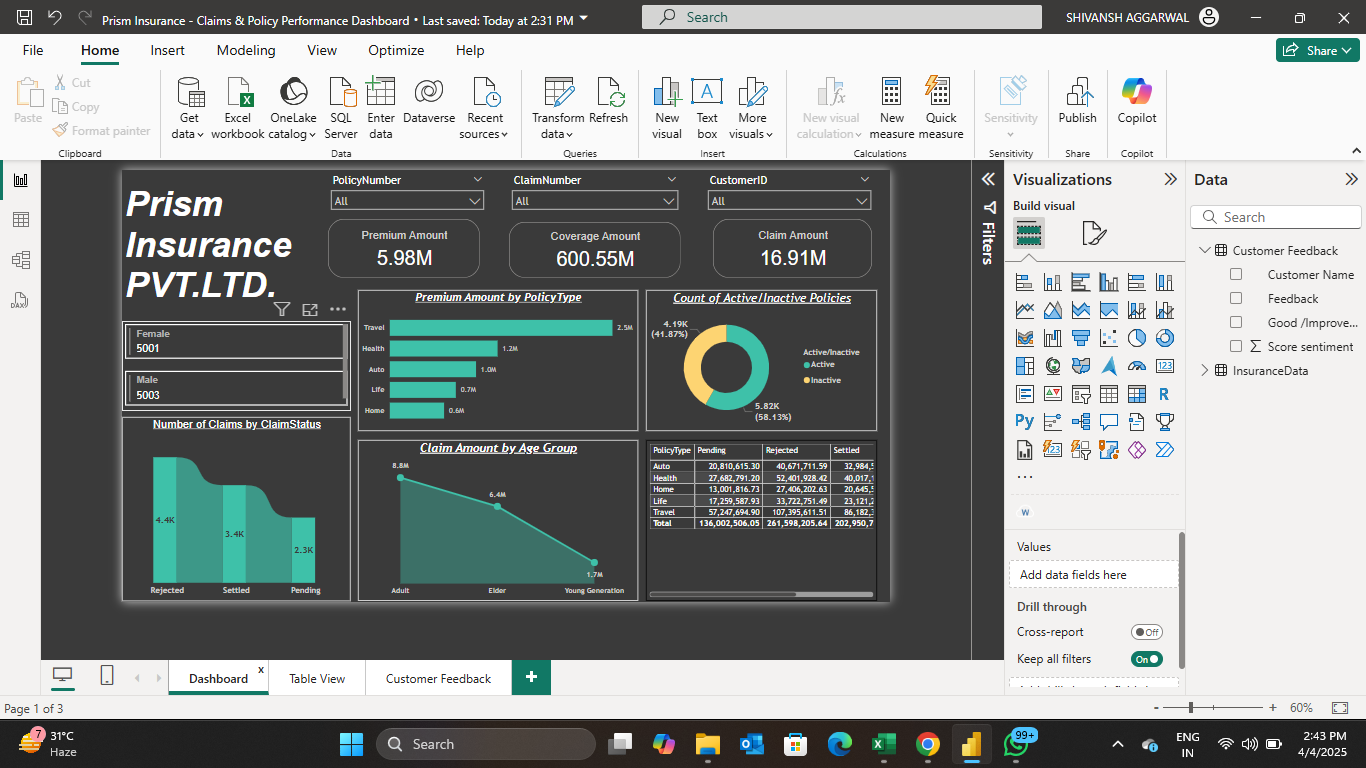 Prism Insurance - Claims & Policy Performance Dashboard • Last saved: Today at 2:31 PM
Search
SHIVANSH AGGARWAL
File
Home
Insert
Modeling
View
Optimize
Help
Share
Paste
Cut
Copy
Format painter
Clipboard
Get data
Excel workbook
OneLake catalog
SQL Server
Enter data
Dataverse
Recent sources
Data
Transform data
Refresh
Queries
New visual
Text box
More visuals
Insert
New visual calculation
New measure
Quick measure
Calculations
Sensitivity
Sensitivity
Publish
Share
Copilot
Copilot
DAX
Prism
Insurance
PVT.LTD.
PolicyNumber
All
ClaimNumber
All
CustomerID
All
Premium Amount
5.98M
Coverage Amount
600.55M
Claim Amount
16.91M
Female
5001
Male
5003
Premium Amount by PolicyType
Travel 2.5M
Health 1.2M
Auto 1.0M
Life 0.7M
Home 0.6M
Count of Active/Inactive Policies
4.19K
(41.87%)
5.82K
(58.13%)
Active/Inactive
Active
Inactive
Number of Claims by ClaimStatus
4.4K
3.4K
2.3K
Rejected Settled Pending
Claim Amount by Age Group
8.8M
6.4M
1.7M
Adult Elder Young Generation
PolicyType Pending Rejected Settled
Auto 20,810,615.30 40,671,711.59 32,984,5
Health 27,682,791.20 52,401,928.42 40,017,1
Home 13,001,816.73 27,406,202.63 20,645,5
Life 17,259,587.93 33,722,751.49 23,121,2
Travel 57,247,694.90 107,395,611.51 86,182,3
Total 136,002,506.05 261,598,205.64 202,950,7
Filters
Visualizations
Build visual
123
R
Py
123
...
W
Values
Add data fields here
Drill through
Cross-report
Off
Keep all filters
On
Data
Search
Customer Feedback
Customer Name
Feedback
Good /Improve...
Score sentiment
InsuranceData
Dashboard
x
Table View
Customer Feedback
+
Page 1 of 3
- + 60%
7
31°C
Haze
Search
99+
ENG
IN
2:43 PM
4/4/2025